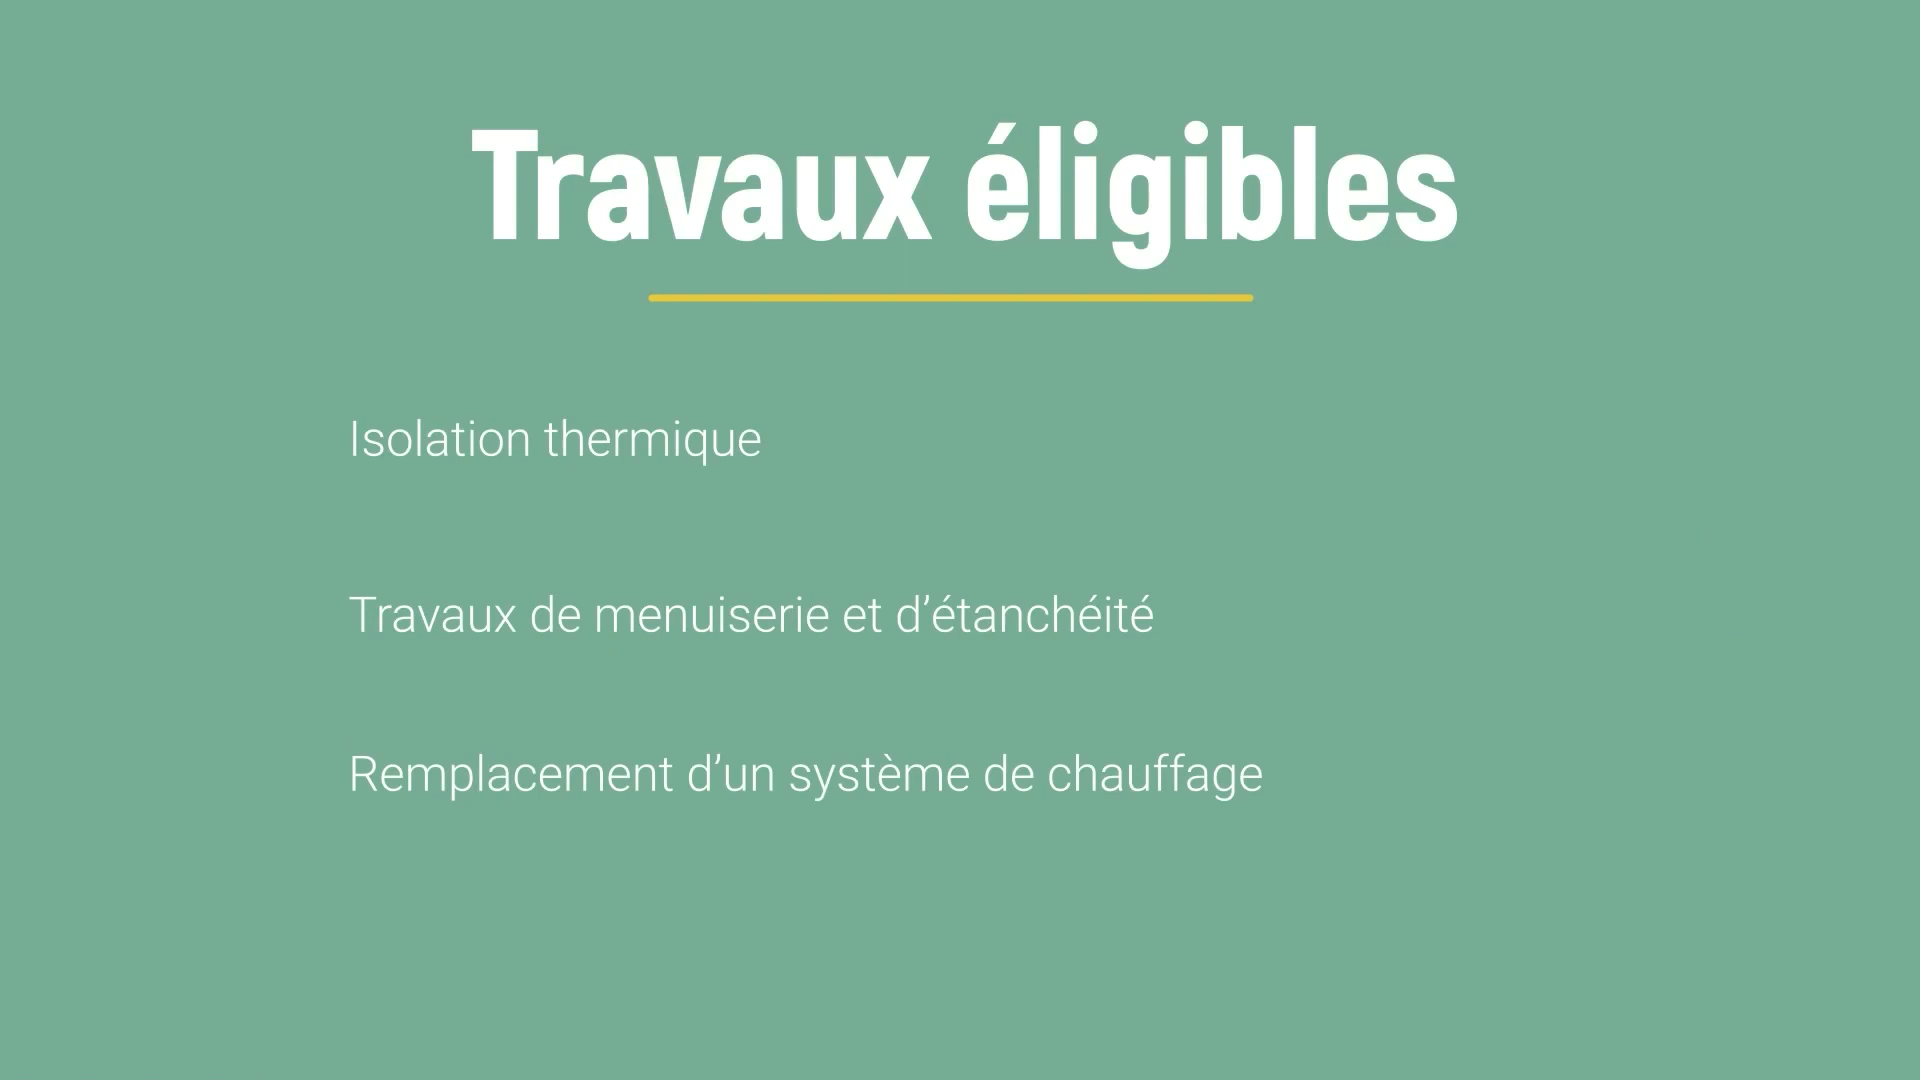 Travaux éligibles
Isolation thermique
Travaux de menuiserie et d’étanchéité
Remplacement d’un système de chauffage